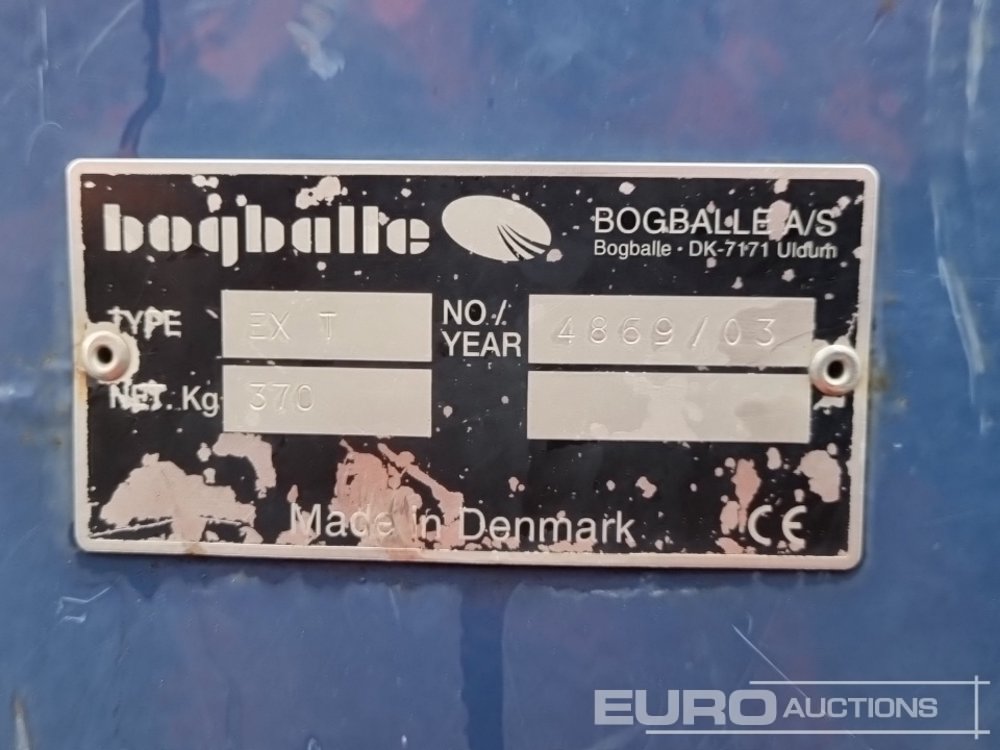 bogballe
BOGBALLE A/S
Bogballe · DK-7171 Uldum
TYPE EX T NO./YEAR 4869/03
NET. Kg 370
Made in Denmark CE
EURO AUCTIONS